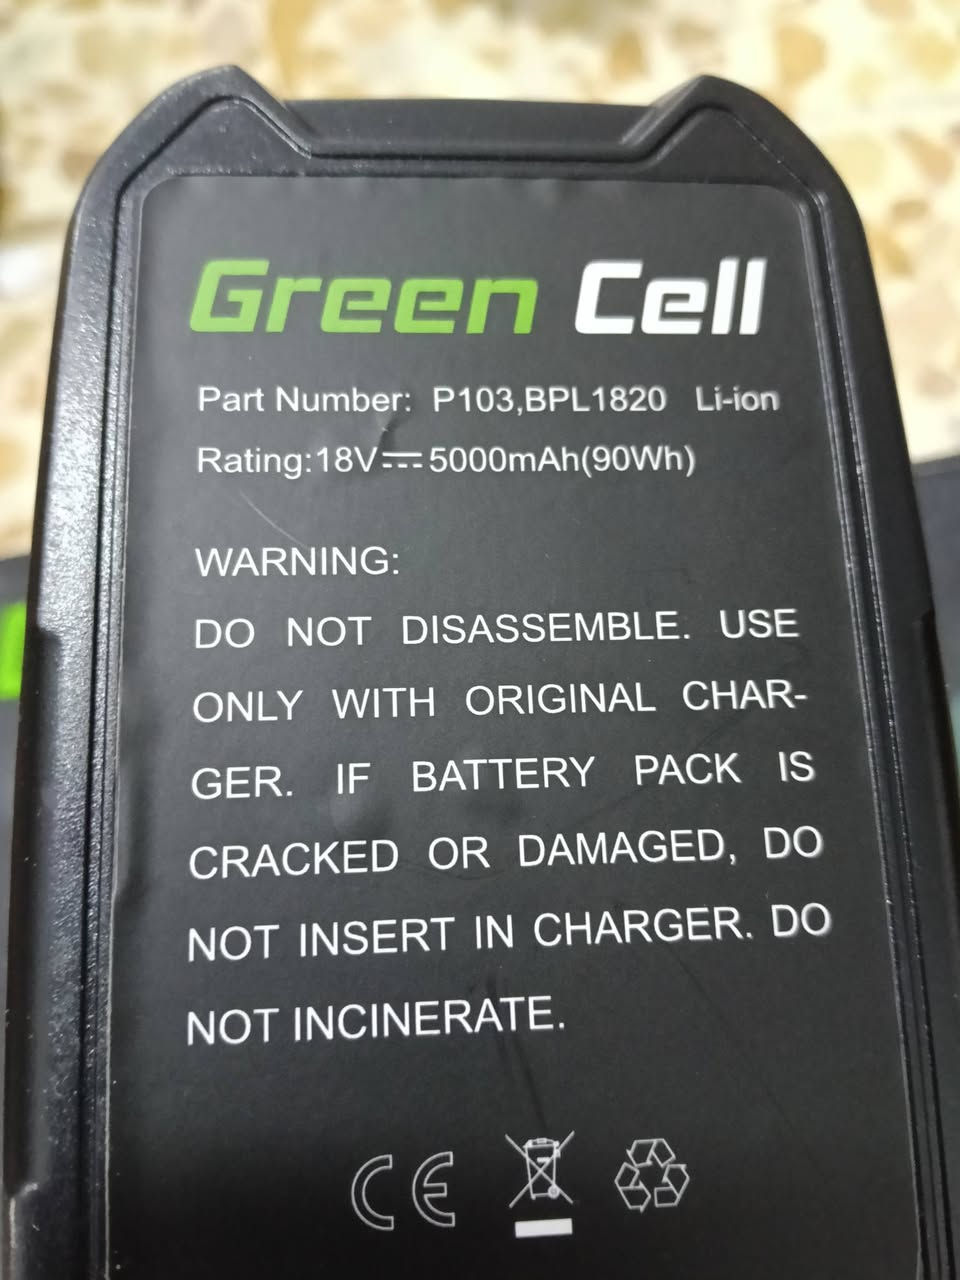 Green Cell
Part Number: P103,BPL1820 Li-ion
Rating:18V⎓5000mAh(90Wh)
WARNING:
DO NOT DISASSEMBLE. USE
ONLY WITH ORIGINAL CHAR-
GER. IF BATTERY PACK IS
CRACKED OR DAMAGED, DO
NOT INSERT IN CHARGER. DO
NOT INCINERATE.
CE